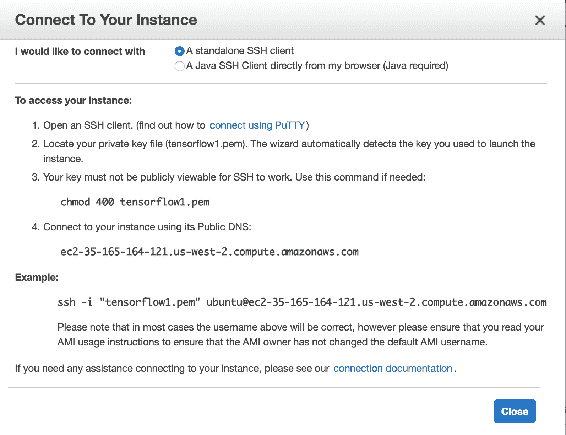 Connect To Your Instance
×
I would like to connect with
A standalone SSH client
A Java SSH Client directly from my browser (Java required)
To access your instance:
1. Open an SSH client. (find out how to connect using PuTTY)
2. Locate your private key file (tensorflow1.pem). The wizard automatically detects the key you used to launch the
instance.
3. Your key must not be publicly viewable for SSH to work. Use this command if needed:
chmod 400 tensorflow1.pem
4. Connect to your instance using its Public DNS:
ec2-35-165-164-121.us-west-2.compute.amazonaws.com
Example:
ssh -i "tensorflow1.pem" ubuntu@ec2-35-165-164-121.us-west-2.compute.amazonaws.com
Please note that in most cases the username above will be correct, however please ensure that you read your
AMI usage instructions to ensure that the AMI owner has not changed the default AMI username.
If you need any assistance connecting to your instance, please see our connection documentation .
Close